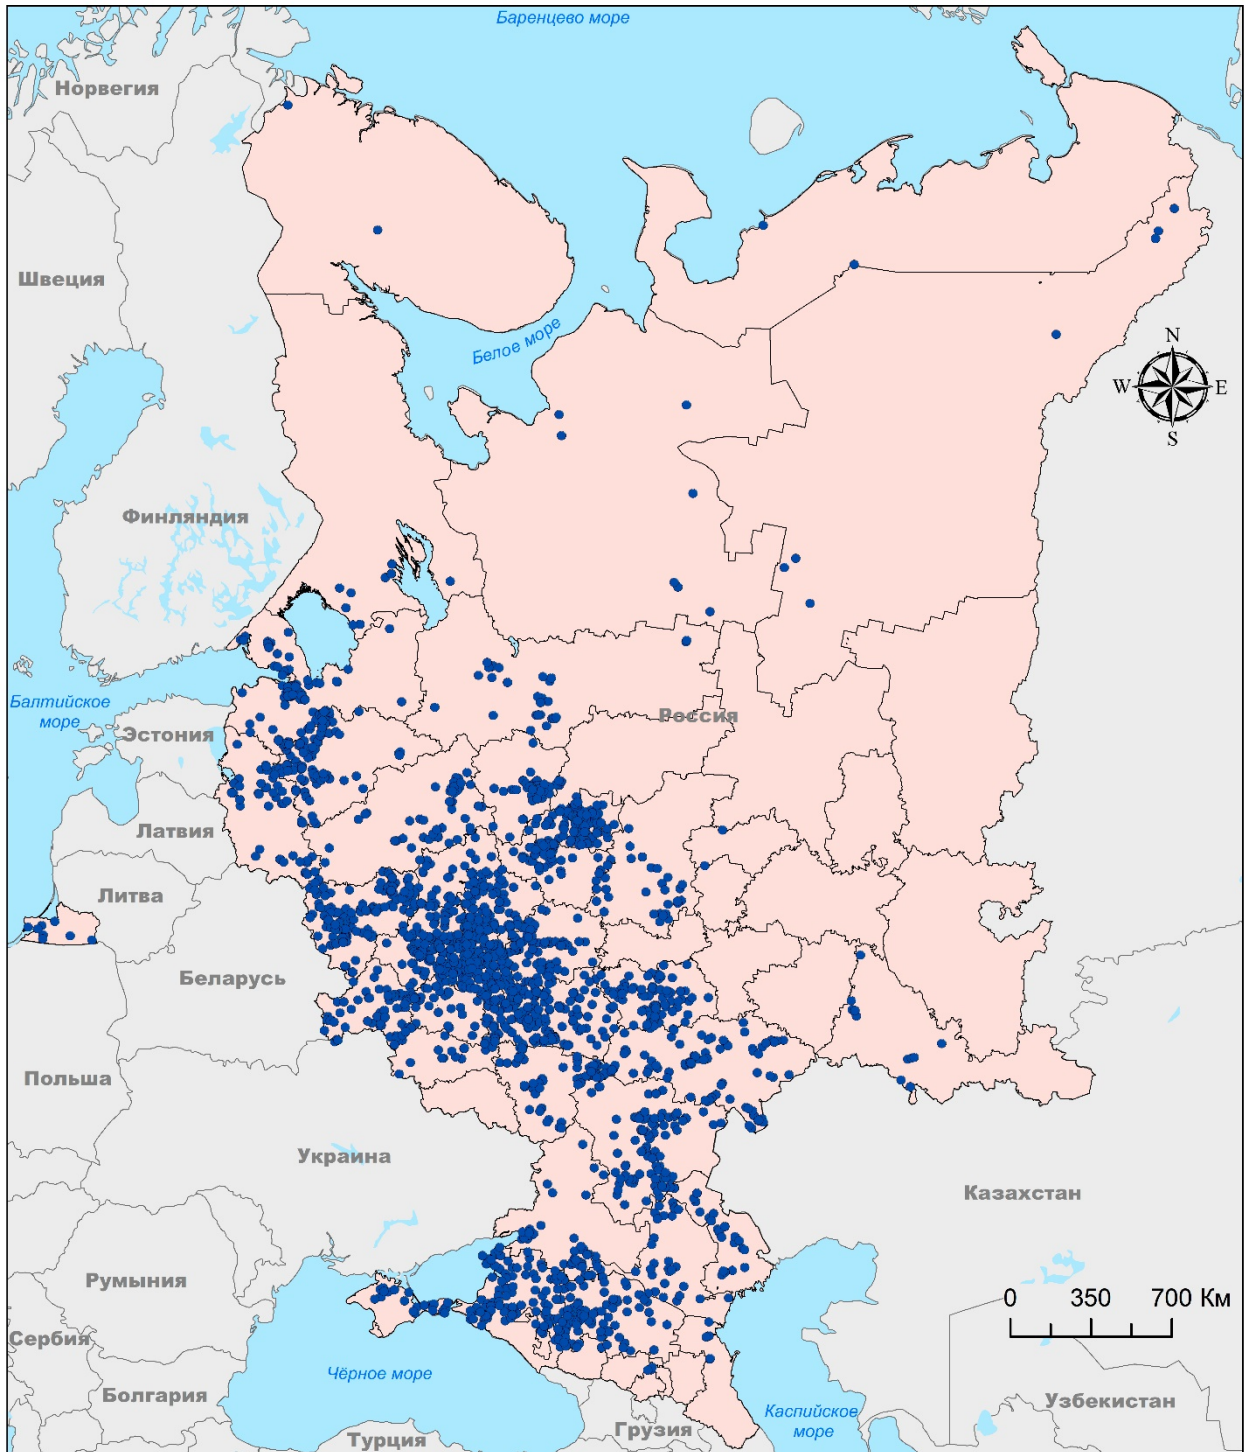 Баренцево море
Норвегия
Швеция
Белое море
N
W
E
S
Финляндия
Балтийское
море
Эстония
Россия
Латвия
Литва
Беларусь
Польша
Украина
Казахстан
Румыния
0 350 700 Км
Сербия
Чёрное море
Болгария
Узбекистан
Каспийское
море
Грузия
Турция